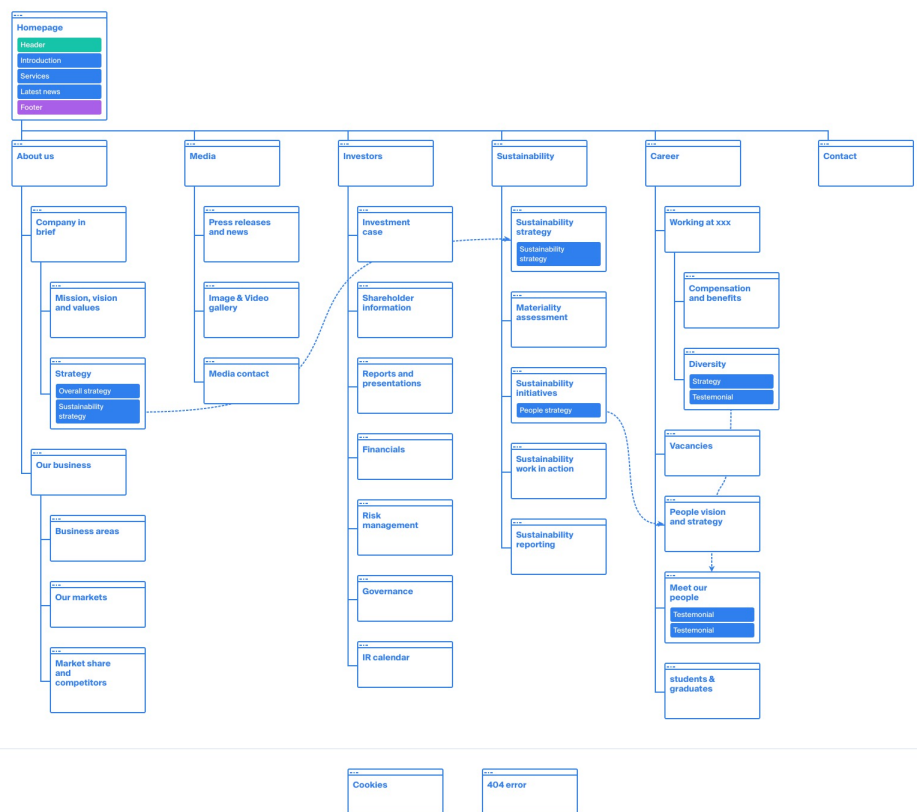 Homepage
Header
Introduction
Services
Latest news
Footer
About us
Media
Investors
Sustainability
Career
Contact
Company in
brief
Mission, vision
and values
Strategy
Overall strategy
Sustainability
strategy
Our business
Business areas
Our markets
Market share
and
competitors
Press releases
and news
Image & Video
gallery
Media contact
Investment
case
Shareholder
information
Reports and
presentations
Financials
Risk
management
Governance
IR calendar
Sustainability
strategy
Sustainability
strategy
Materiality
assessment
Sustainability
initiatives
People strategy
Sustainability
work in action
Sustainability
reporting
Working at xxx
Compensation
and benefits
Diversity
Strategy
Testemonial
Vacancies
People vision
and strategy
Meet our
people
Testemonial
Testemonial
students &
graduates
Cookies
404 error